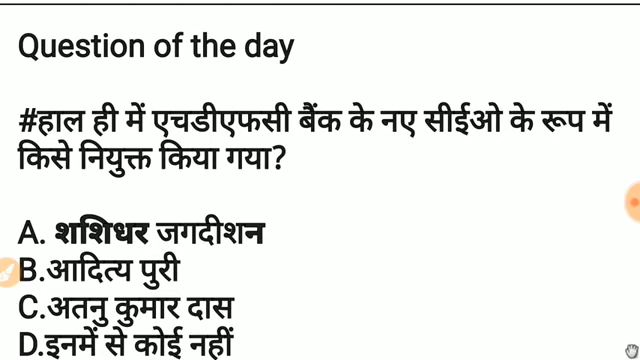 Question of the day
#हाल ही में एचडीएफसी बैंक के नए सीईओ के रूप में
किसे नियुक्त किया गया?
A. शशिधर जगदीशन
B.आदित्य पुरी
C.अतनु कुमार दास
D.इनमें से कोई नहीं